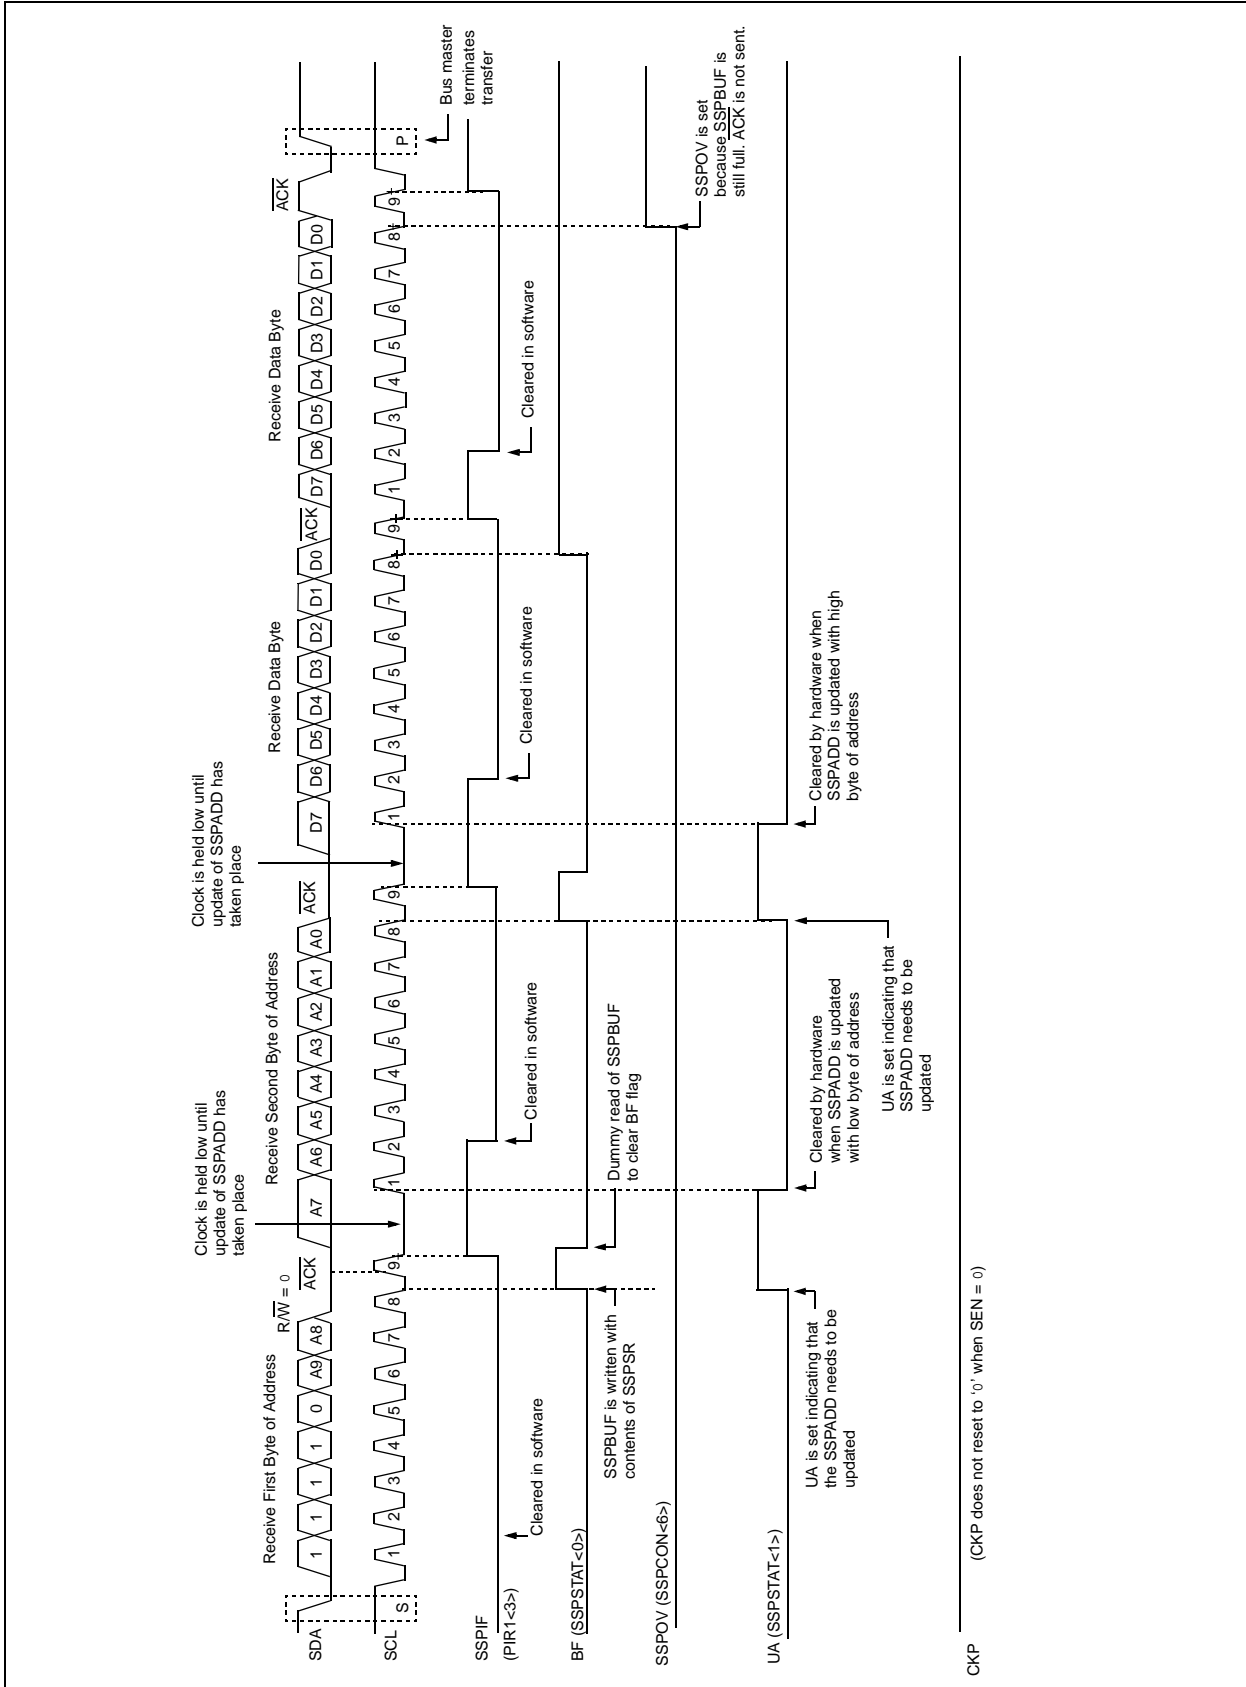 Receive First Byte of Address
R/W = 0
ACK
Clock is held low until
update of SSPADD has
taken place
Receive Second Byte of Address
ACK
Clock is held low until
update of SSPADD has
taken place
Receive Data Byte
ACK
Receive Data Byte
ACK
SDA
1 1 1 1 0 A9 A8
A7 A6 A5 A4 A3 A2 A1 A0
D7 D6 D5 D4 D3 D2 D1 D0
D7 D6 D5 D4 D3 D2 D1 D0
SCL
S
1 2 3 4 5 6 7 8 9
1 2 3 4 5 6 7 8 9
1 2 3 4 5 6 7 8 9
1 2 3 4 5 6 7 8 9
P
Bus master
terminates
transfer
SSPIF
(PIR1<3>)
Cleared in software
Cleared in software
Cleared in software
Cleared in software
BF (SSPSTAT<0>)
SSPBUF is written with
contents of SSPSR
Dummy read of SSPBUF
to clear BF flag
SSPOV (SSPCON<6>)
SSPOV is set
because SSPBUF is
still full. ACK is not sent.
UA (SSPSTAT<1>)
UA is set indicating that
the SSPADD needs to be
updated
Cleared by hardware
when SSPADD is updated
with low byte of address
UA is set indicating that
SSPADD needs to be
updated
Cleared by hardware when
SSPADD is updated with high
byte of address
CKP
(CKP does not reset to ‘0’ when SEN = 0)